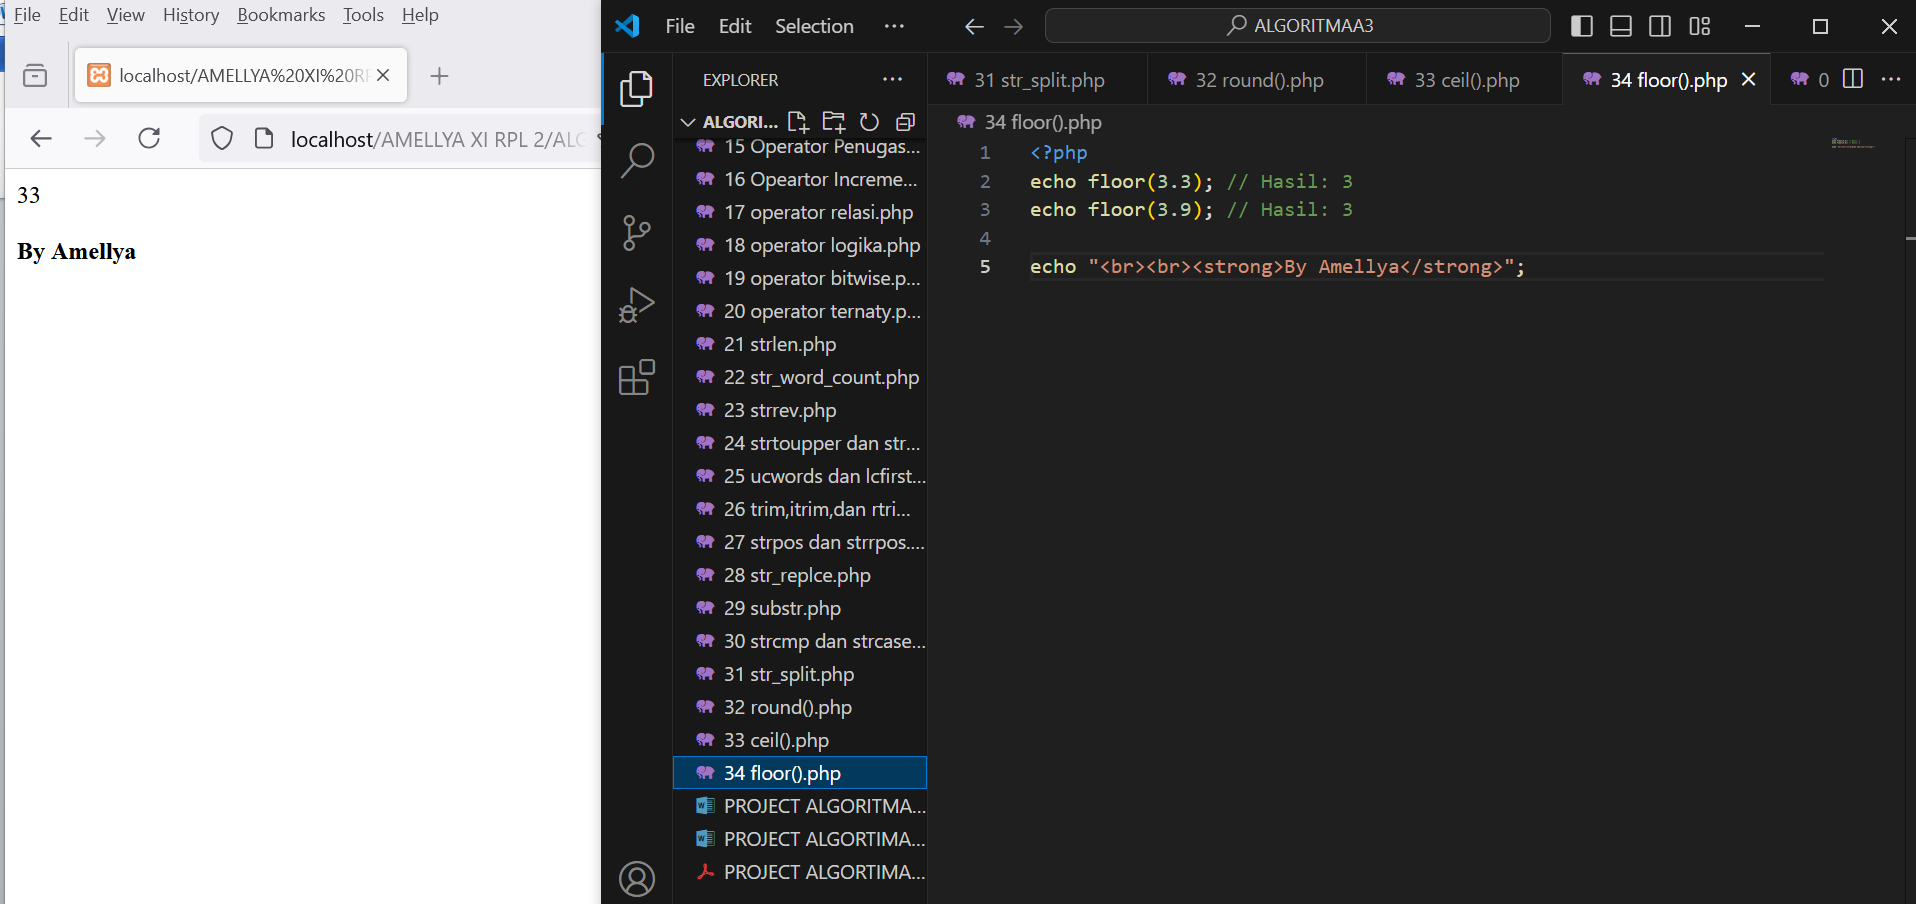 File Edit View History Bookmarks Tools Help
localhost/AMELLYA%20XI%20RP
localhost/AMELLYA XI RPL 2/ALG
33
By Amellya
File Edit Selection ···
ALGORITMAA3
EXPLORER ···
ALGORI...
15 Operator Penugas...
16 Opeartor Increme...
17 operator relasi.php
18 operator logika.php
19 operator bitwise.p...
20 operator ternaty.p...
21 strlen.php
22 str_word_count.php
23 strrev.php
24 strtoupper dan str...
25 ucwords dan lcfirst...
26 trim,itrim,dan rtri...
27 strpos dan strrpos....
28 str_replce.php
29 substr.php
30 strcmp dan strcase...
31 str_split.php
32 round().php
33 ceil().php
34 floor().php
PROJECT ALGORITMA...
PROJECT ALGORTIMA...
PROJECT ALGORTIMA...
31 str_split.php 32 round().php 33 ceil().php 34 floor().php 0 ···
34 floor().php
1 <?php
2 echo floor(3.3); // Hasil: 3
3 echo floor(3.9); // Hasil: 3
4
5 echo "<br><br><strong>By Amellya</strong>";